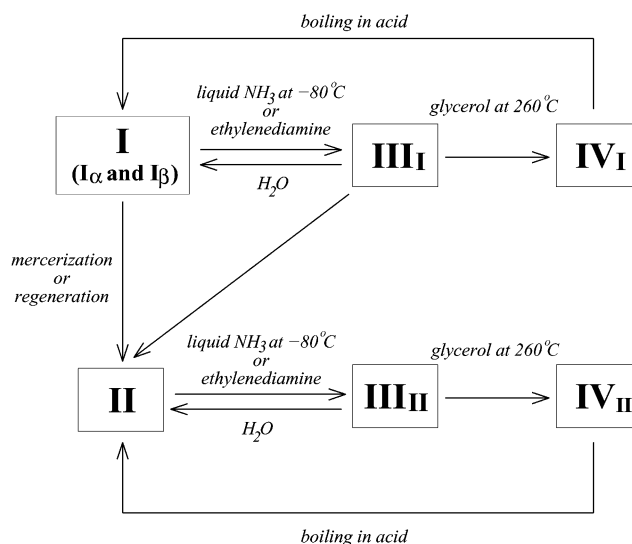 boiling in acid
liquid NH3 at −80°C
or
ethylenediamine
glycerol at 260°C
I
(Iα and Iβ)
IIII
IVI
H2O
mercerization
or
regeneration
liquid NH3 at −80°C
or
ethylenediamine
glycerol at 260°C
II
IIIII
IVII
H2O
boiling in acid